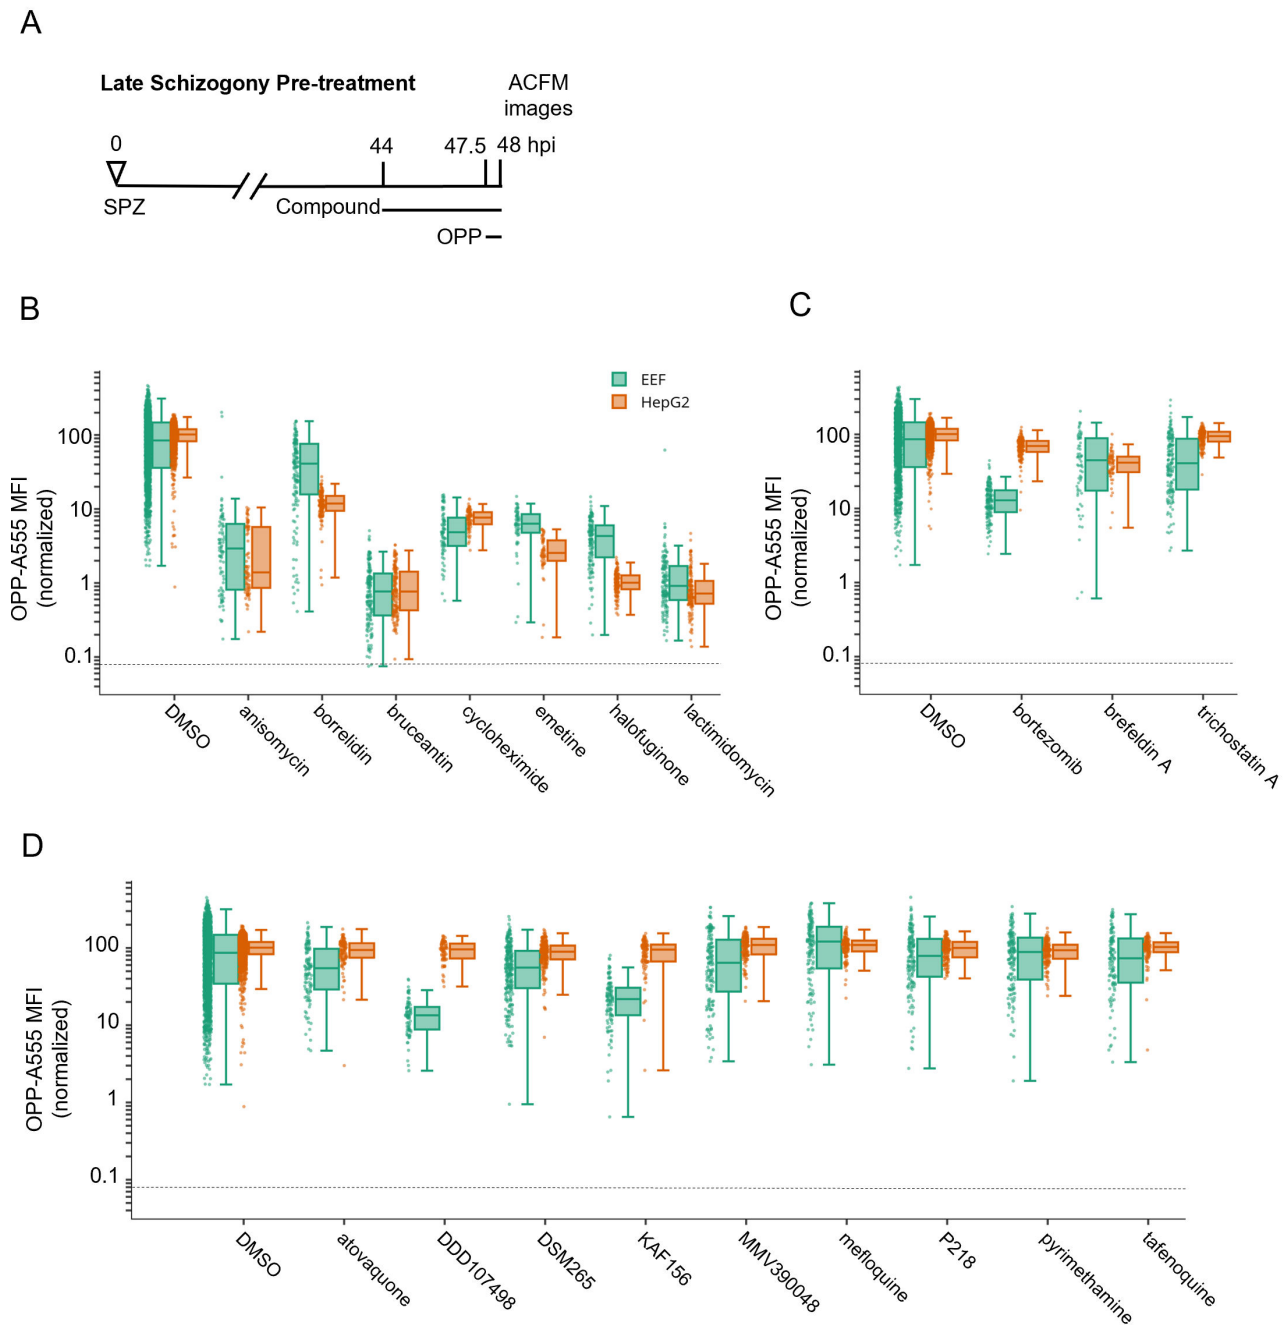 A
Late Schizogony Pre-treatment
ACFM
images
0
44
47.5
48 hpi
SPZ
Compound
OPP
B
C
EEF
HepG2
OPP-A555 MFI
(normalized)
100
10
1
0.1
DMSO
anisomycin
borrelidin
bruceantin
cycloheximide
emetine
halofuginone
lactimidomycin
OPP-A555 MFI
(normalized)
100
10
1
0.1
DMSO
bortezomib
brefeldin A
trichostatin A
D
OPP-A555 MFI
(normalized)
100
10
1
0.1
DMSO
atovaquone
DDD107498
DSM265
KAF156
MMV390048
mefloquine
P218
pyrimethamine
tafenoquine